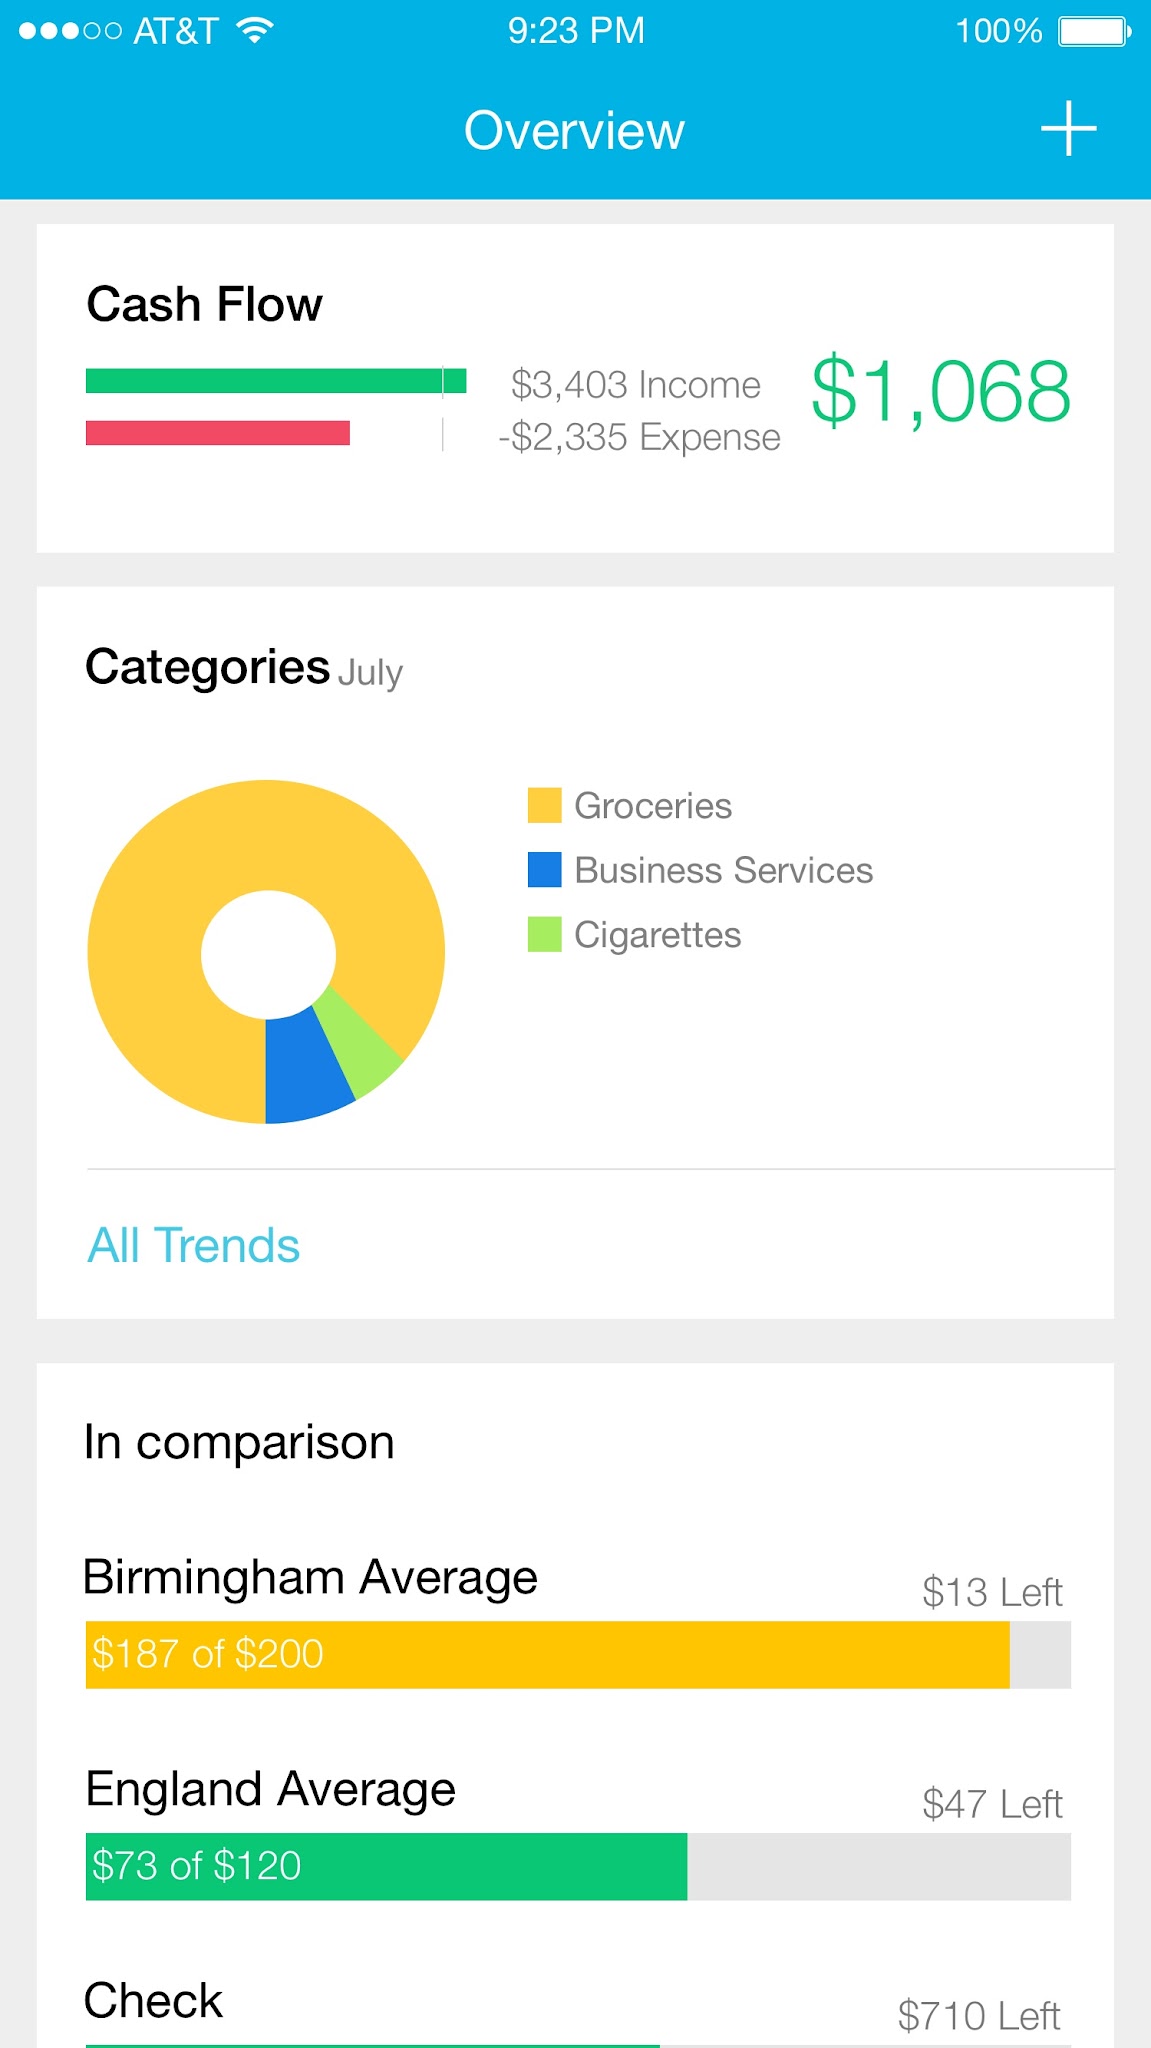 AT&T 9:23 PM 100%
Overview
Cash Flow
$3,403 Income
-$2,335 Expense
$1,068
Categories July
Groceries
Business Services
Cigarettes
All Trends
In comparison
Birmingham Average
$13 Left
$187 of $200
England Average
$47 Left
$73 of $120
Check
$710 Left